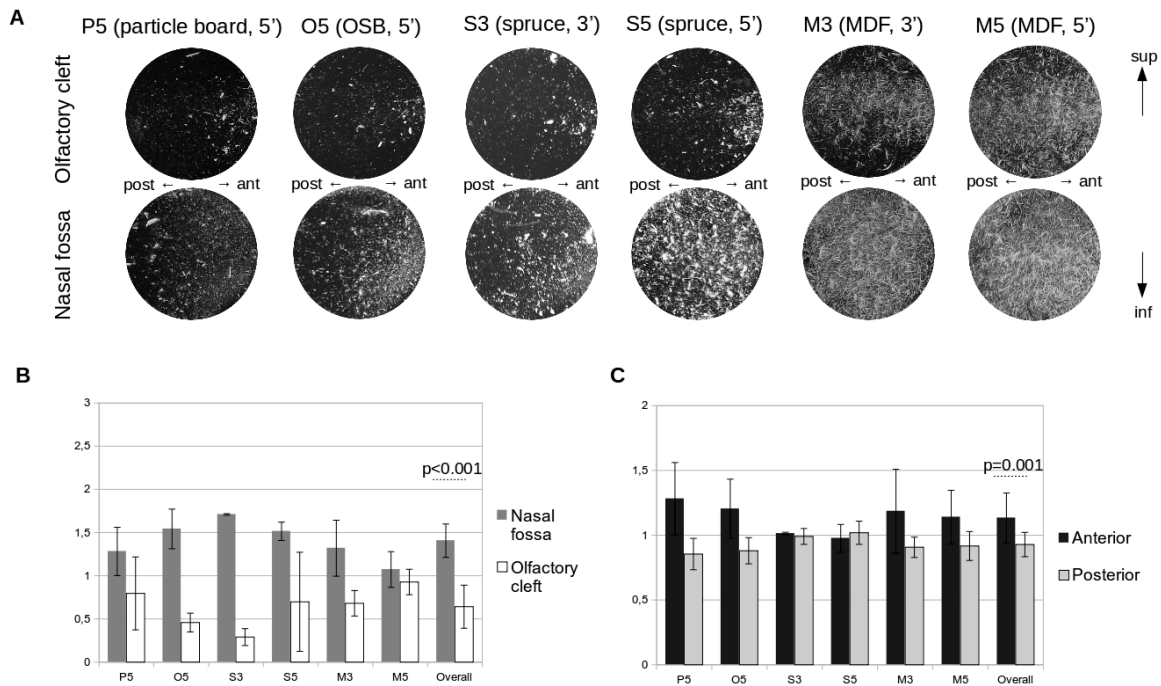 A
P5 (particle board, 5’) O5 (OSB, 5’) S3 (spruce, 3’) S5 (spruce, 5’) M3 (MDF, 3’) M5 (MDF, 5’)
Olfactory cleft
sup
post ← → ant post ← → ant post ← → ant post ← → ant post ← → ant post ← → ant
Nasal fossa
inf
B
3
2,5
2
1,5
1
0,5
0
p<0.001
Nasal
fossa
Olfactory
cleft
P5 O5 S3 S5 M3 M5 Overall
C
2
1,5
1
0,5
0
p=0.001
Anterior
Posterior
P5 O5 S3 S5 M3 M5 Overall